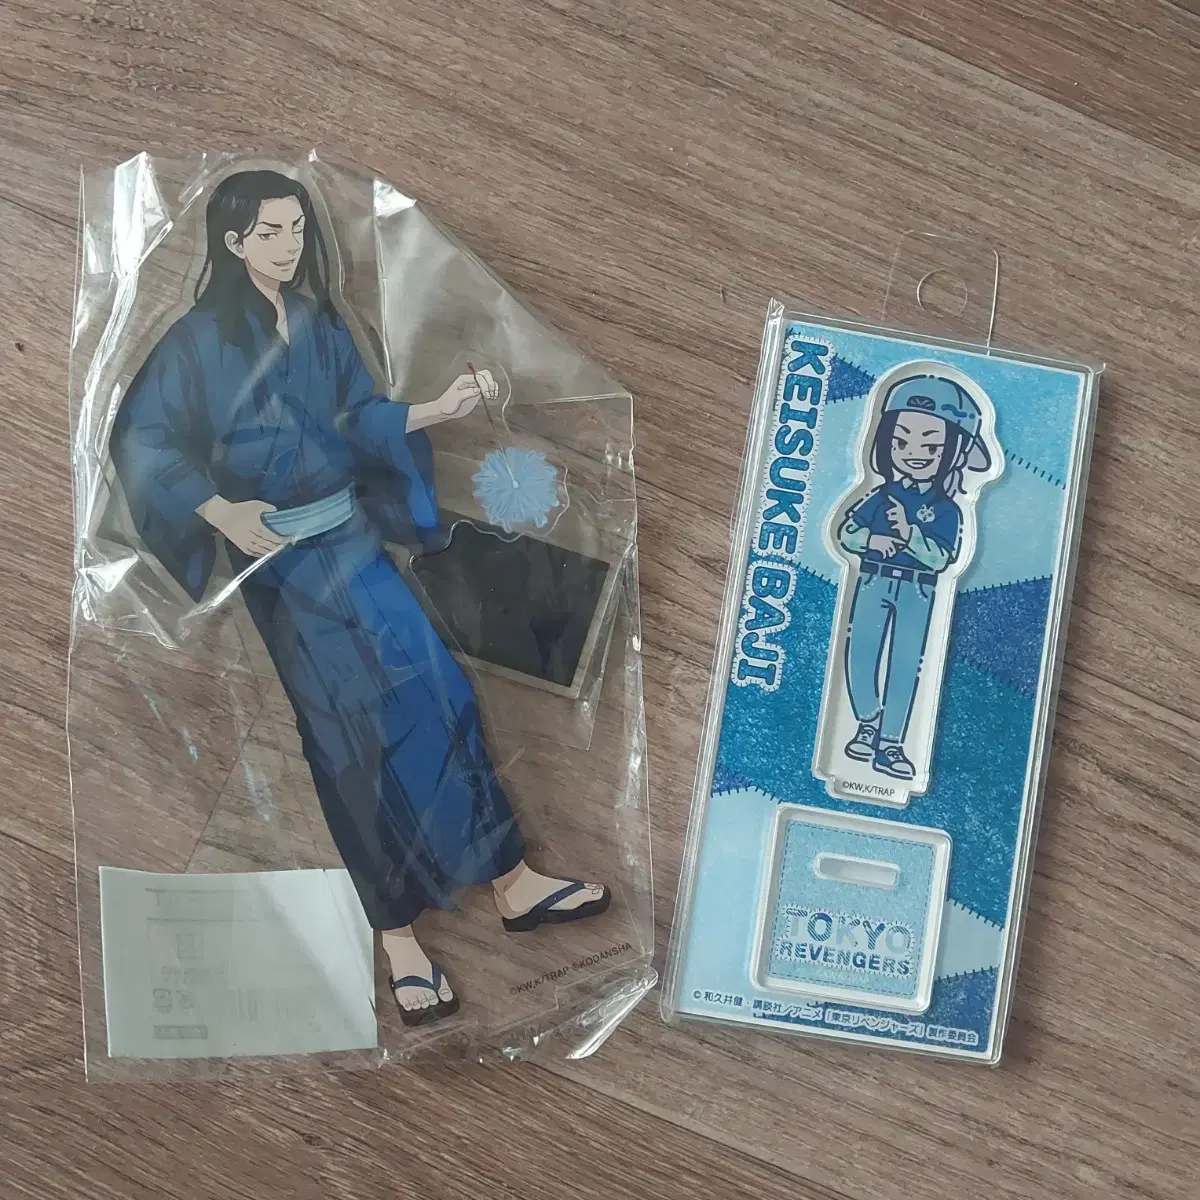 ©KW,K/TRAP ©KODANSHA
KEISUKE BAJI
©KW,K/TRAP
TOKYO
REVENGERS
© 和久井健・講談社／アニメ「東京リベンジャーズ」製作委員会